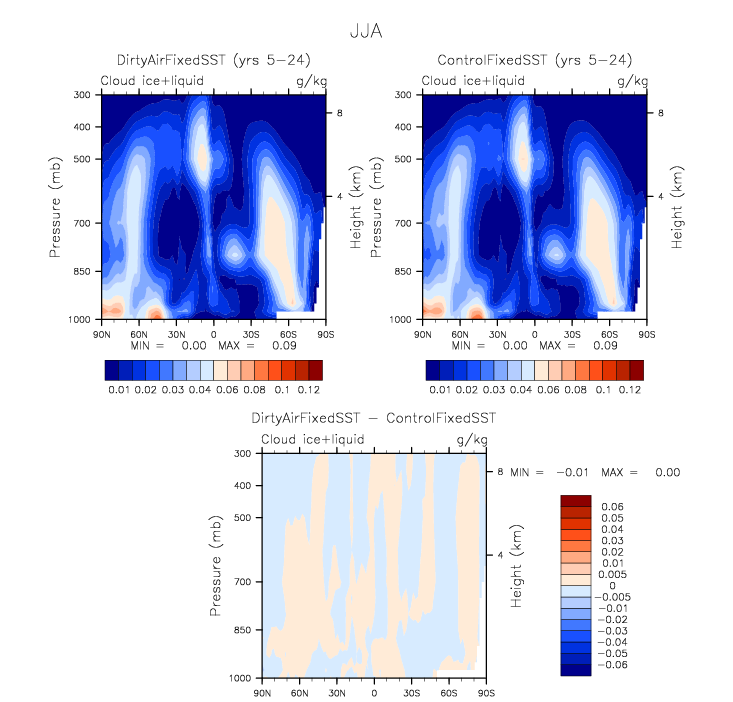 JJA
DirtyAirFixedSST (yrs 5−24) ControlFixedSST (yrs 5−24)
Cloud ice+liquid g/kg Cloud ice+liquid g/kg
300 300
400 8 400 8
500 500
Pressure (mb) 4 Height (km) Pressure (mb) 4 Height (km)
700 700
850 850
1000 1000
90N 60N 30N 0 30S 60S 90S 90N 60N 30N 0 30S 60S 90S
MIN = 0.00 MAX = 0.09 MIN = 0.00 MAX = 0.09
0.01 0.02 0.03 0.04 0.06 0.08 0.1 0.12 0.01 0.02 0.03 0.04 0.06 0.08 0.1 0.12
DirtyAirFixedSST − ControlFixedSST
Cloud ice+liquid g/kg
300
8 MIN = −0.01 MAX = 0.00
400
500
Pressure (mb) 4 Height (km)
700
850
1000
90N 60N 30N 0 30S 60S 90S
0.06
0.05
0.04
0.03
0.02
0.01
0.005
0
−0.005
−0.01
−0.02
−0.03
−0.04
−0.05
−0.06